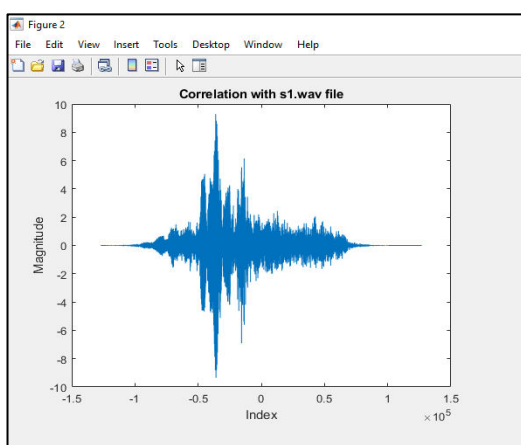 Figure 2
File Edit View Insert Tools Desktop Window Help
Correlation with s1.wav file
10
8
6
4
2
0
-2
-4
-6
-8
-10
Magnitude
-1.5 -1 -0.5 0 0.5 1 1.5
Index
×10^5